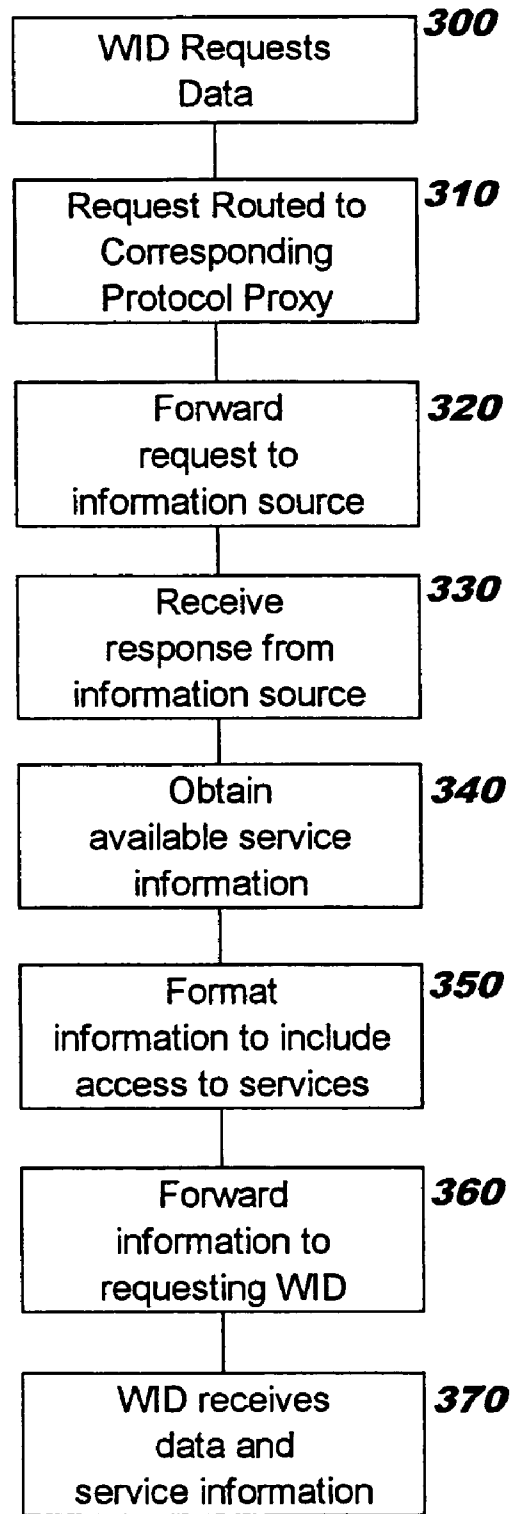 300
WID Requests
Data
310
Request Routed to
Corresponding
Protocol Proxy
320
Forward
request to
information source
330
Receive
response from
information source
340
Obtain
available service
information
350
Format
information to include
access to services
360
Forward
information to
requesting WID
370
WID receives
data and
service information